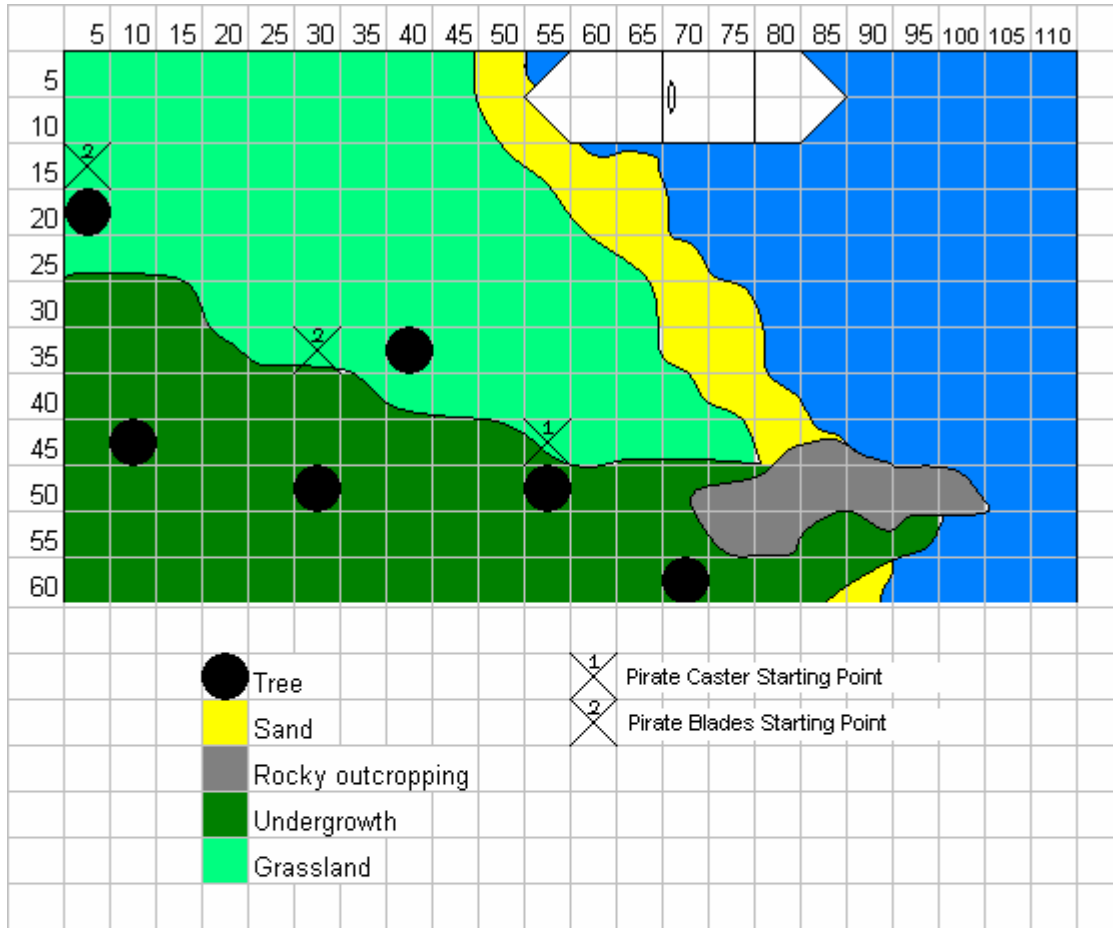 5 10 15 20 25 30 35 40 45 50 55 60 65 70 75 80 85 90 95 100 105 110
5
10
2
15
20
25
30
2
35
40
1
45
50
55
60
1
Tree Pirate Caster Starting Point
2
Sand Pirate Blades Starting Point
Rocky outcropping
Undergrowth
Grassland